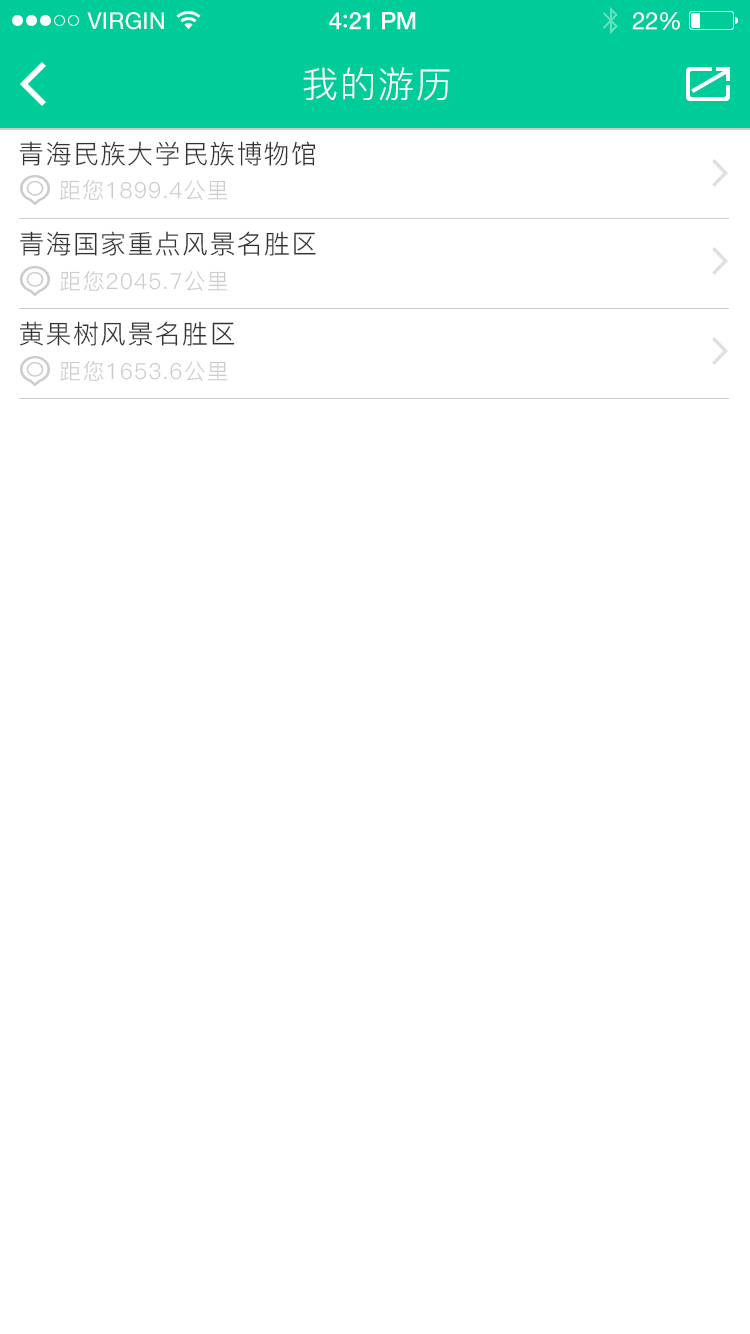 VIRGIN 4:21 PM 22%
我的游历
青海民族大学民族博物馆
距您1899.4公里
青海国家重点风景名胜区
距您2045.7公里
黄果树风景名胜区
距您1653.6公里